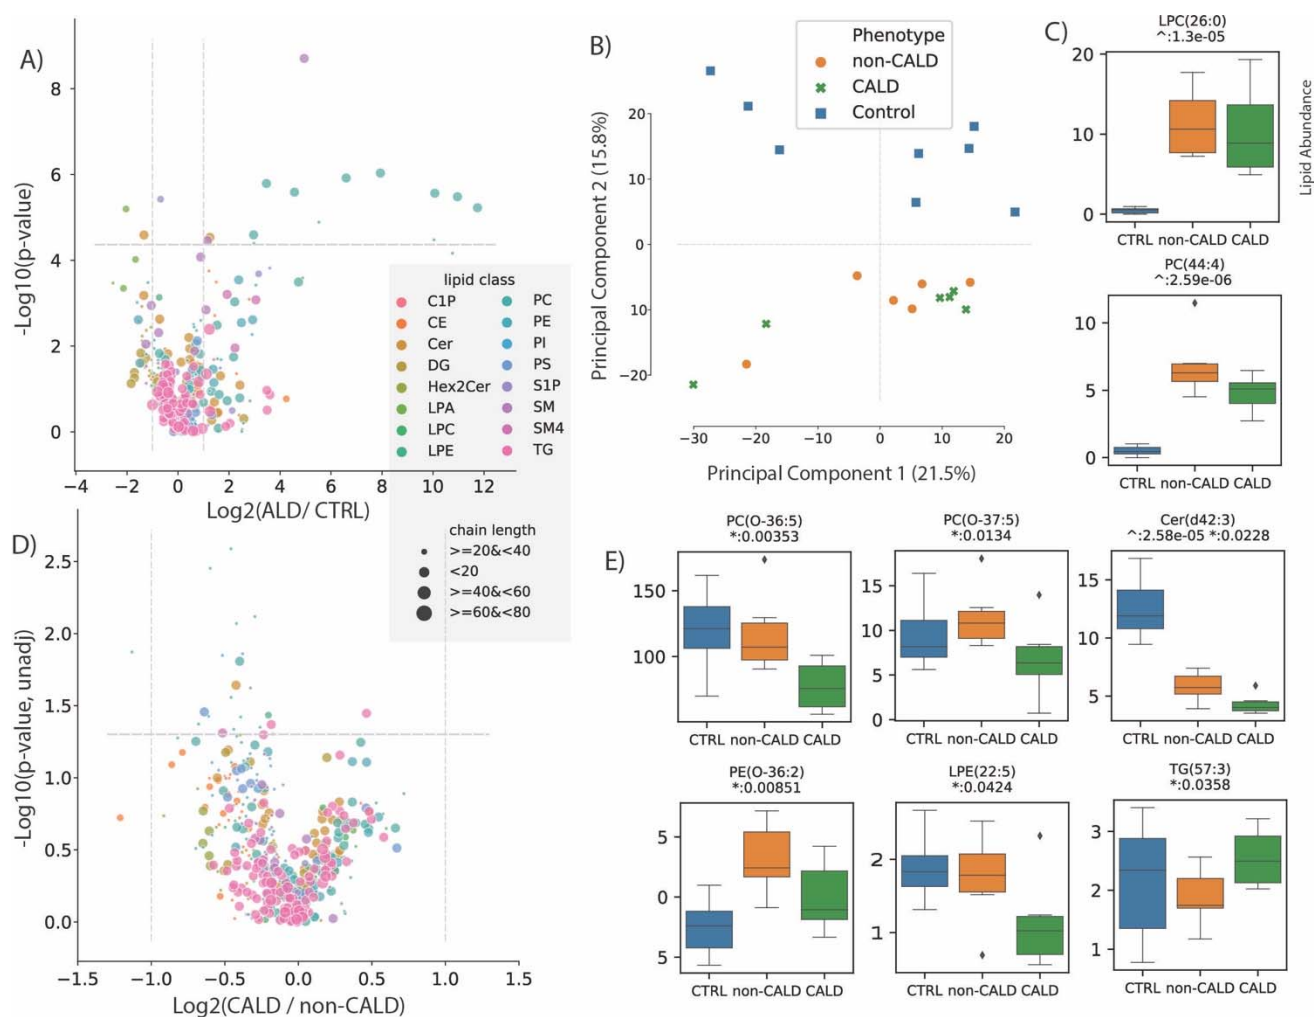 A)
8
6
4
2
0
-Log10(p-value)
−4
−2
0
2
4
6
8
10
12
Log2(ALD/ CTRL)
lipid class
C1P
CE
Cer
DG
Hex2Cer
LPA
LPC
LPE
PC
PE
PI
PS
S1P
SM
SM4
TG
chain length
>=20&<40
<20
>=40&<60
>=60&<80
B)
Phenotype
non-CALD
CALD
Control
20
10
0
10
−20
Principal Component 2 (15.8%)
−30
−20
−10
0
10
20
Principal Component 1 (21.5%)
C)
LPC(26:0)
^:1.3e-05
20
10
0
CTRL non-CALD CALD
Lipid Abundance
PC(44:4)
^:2.59e-06
10
5
0
CTRL non-CALD CALD
D)
2.5
2.0
1.5
1.0
0.5
0.0
-Log10(p-value, unadj)
−1.5
−1.0
−0.5
0.0
0.5
1.0
1.5
Log2(CALD / non-CALD)
E)
PC(O-36:5)
*:0.00353
150
100
CTRL non-CALD CALD
PC(O-37:5)
*:0.0134
15
10
5
0
CTRL non-CALD CALD
Cer(d42:3)
^:2.58e-05 *:0.0228
15
10
5
CTRL non-CALD CALD
PE(O-36:2)
*:0.00851
5
0
5
CTRL non-CALD CALD
LPE(22:5)
*:0.0424
2
1
CTRL non-CALD CALD
TG(57:3)
*:0.0358
3
2
1
CTRL non-CALD CALD